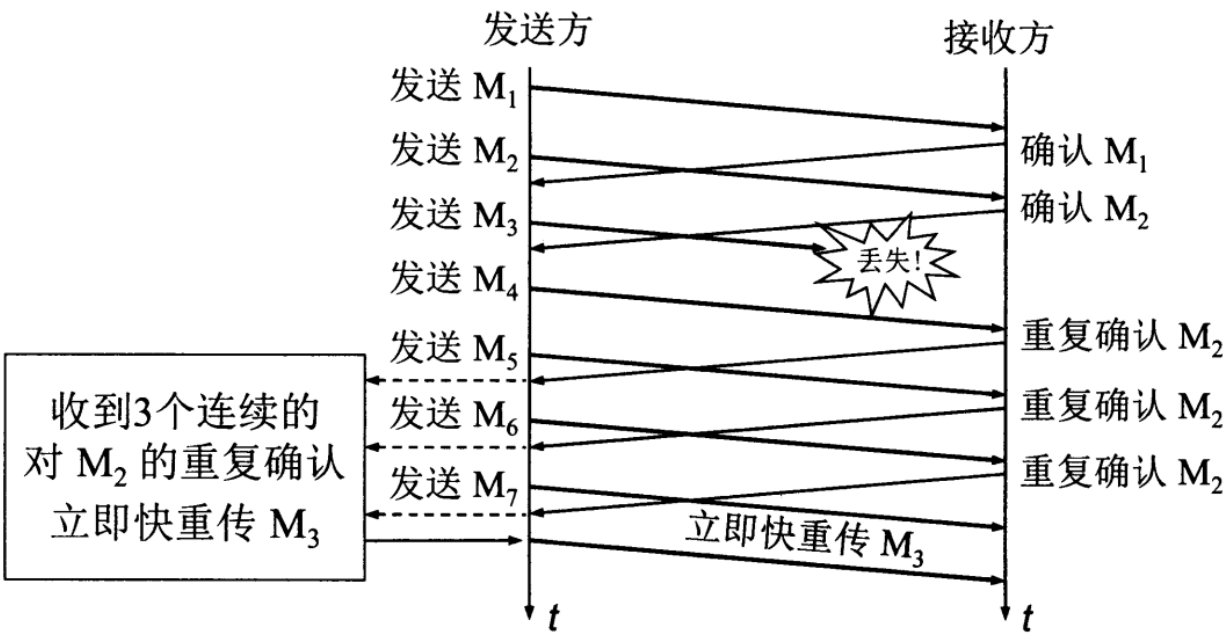 发送方
接收方
发送 M₁
确认 M₁
发送 M₂
确认 M₂
发送 M₃
丢失!
发送 M₄
重复确认 M₂
发送 M₅
重复确认 M₂
发送 M₆
重复确认 M₂
发送 M₇
收到3个连续的
对 M₂ 的重复确认
立即快重传 M₃
立即快重传 M₃
t
t